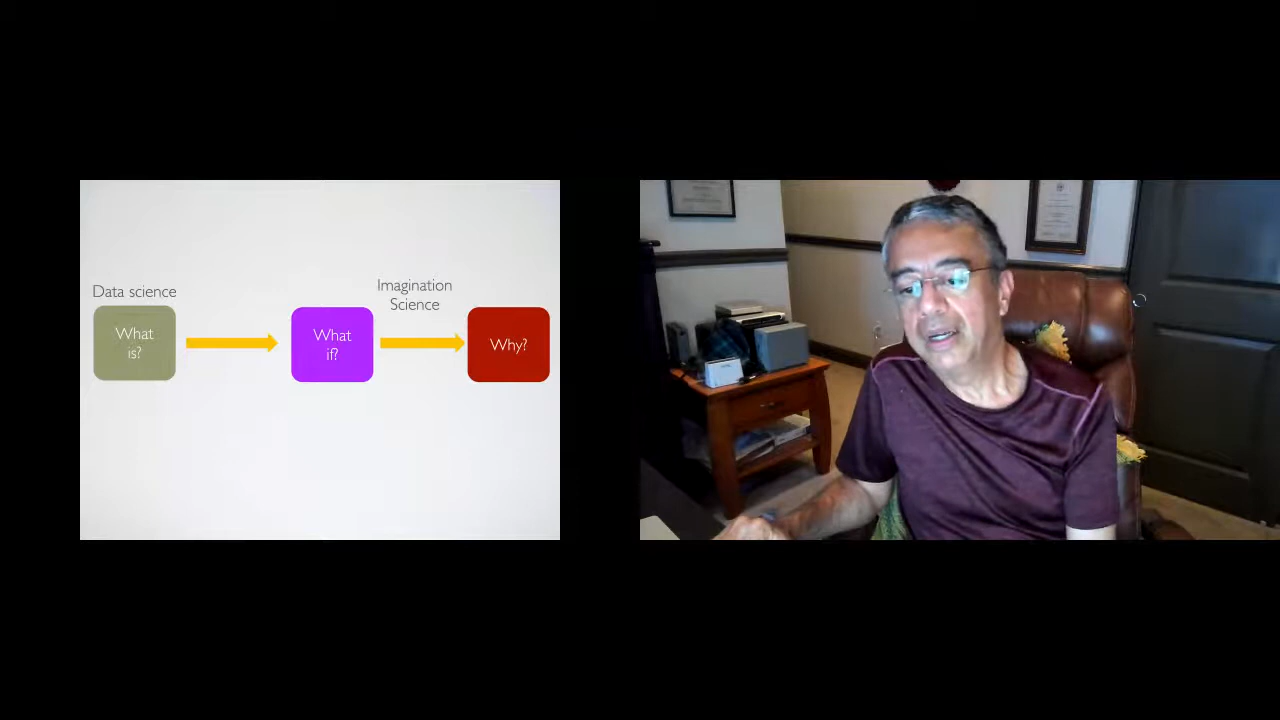 Data science
What
is?
What
if?
Imagination
Science
Why?